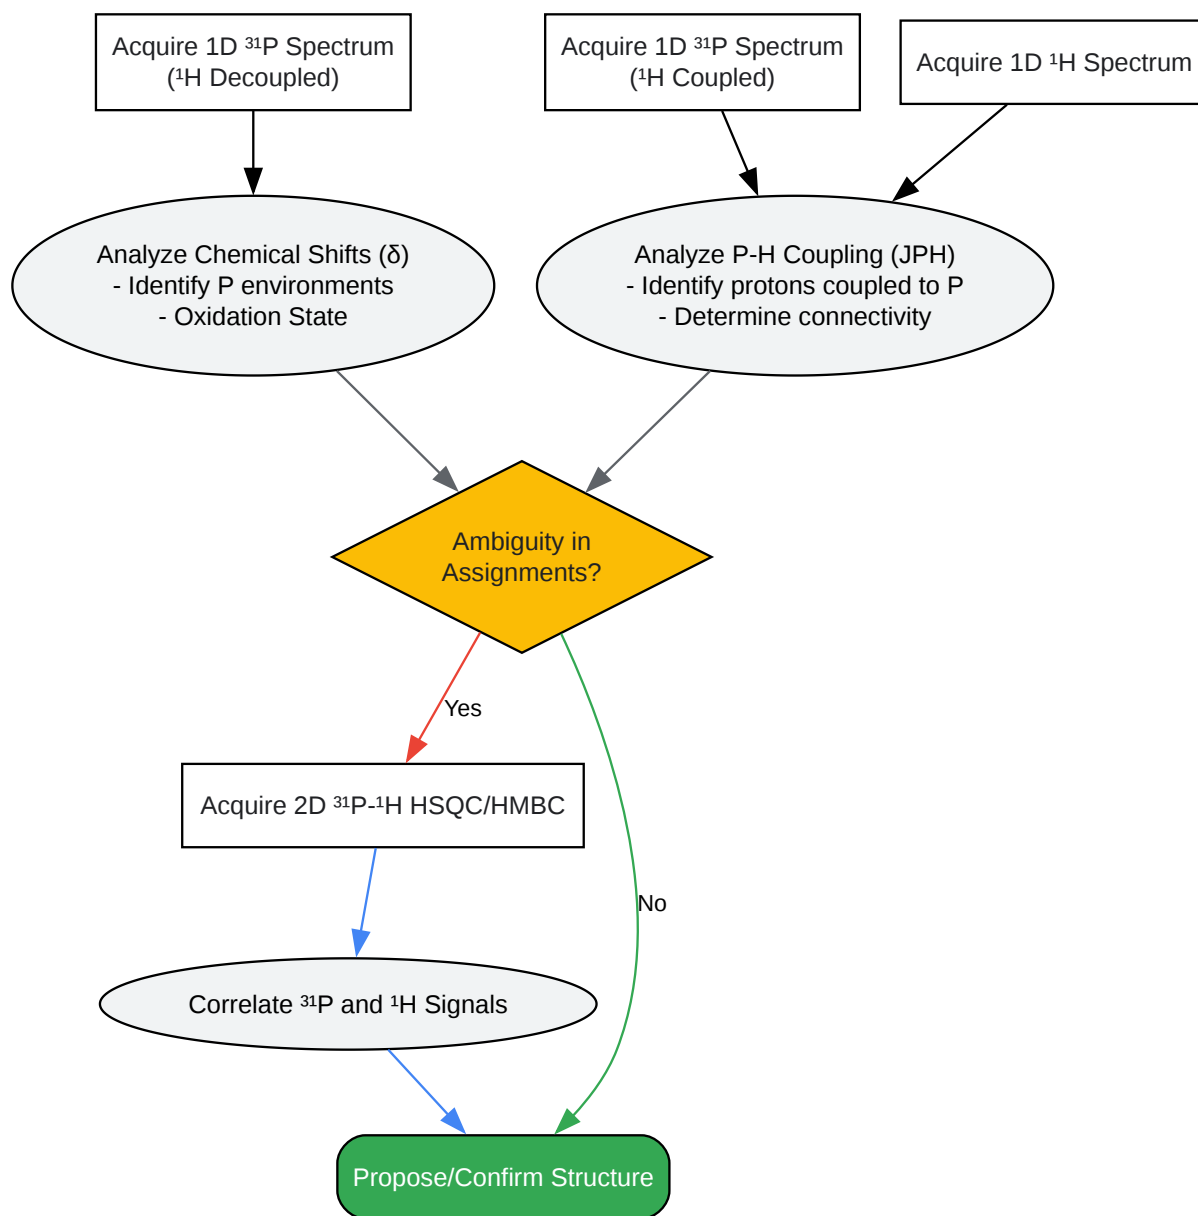 Acquire 1D ³¹P Spectrum
(¹H Decoupled)
Acquire 1D ³¹P Spectrum
(¹H Coupled)
Acquire 1D ¹H Spectrum
Analyze Chemical Shifts (δ)
- Identify P environments
- Oxidation State
Analyze P-H Coupling (JPH)
- Identify protons coupled to P
- Determine connectivity
Ambiguity in
Assignments?
Yes
Acquire 2D ³¹P-¹H HSQC/HMBC
No
Correlate ³¹P and ¹H Signals
Propose/Confirm Structure